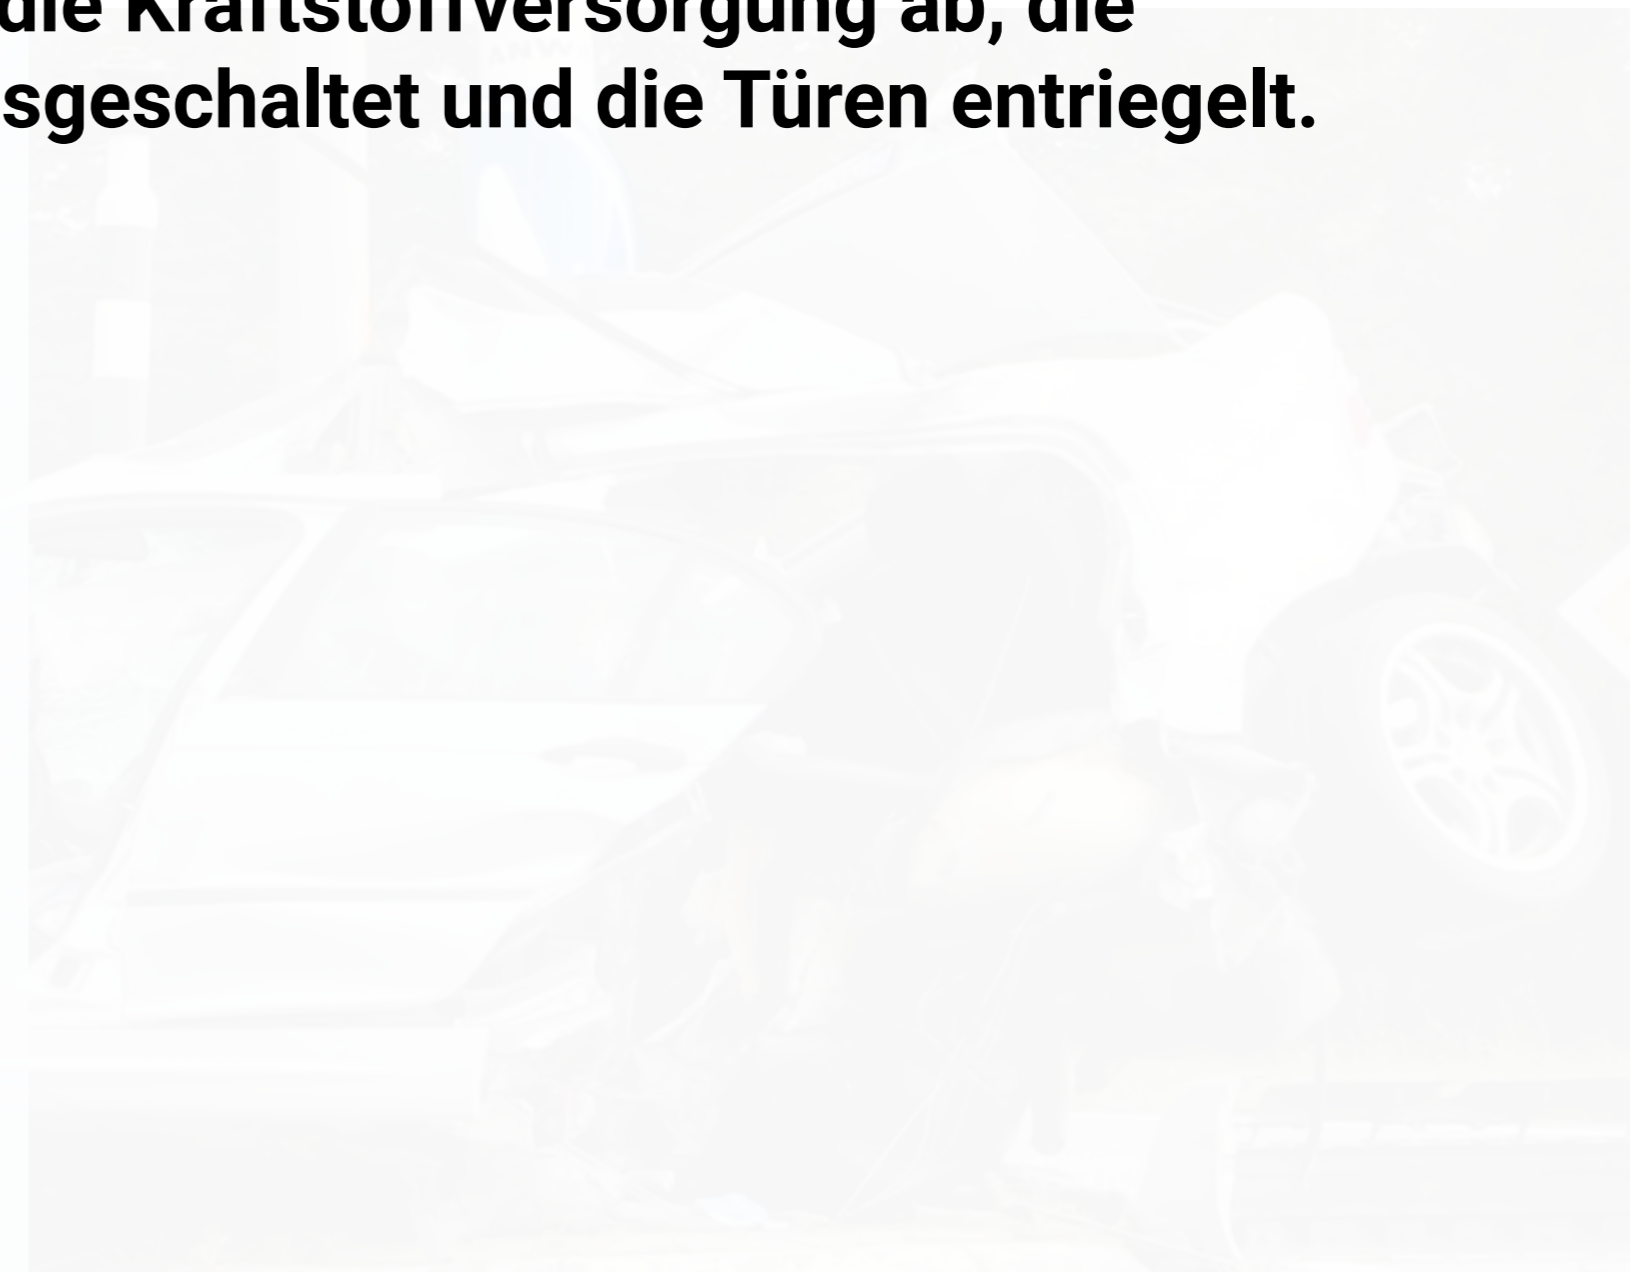 die Kraftstoffversorgung ab, die
sgeschaltet und die Türen entriegelt.